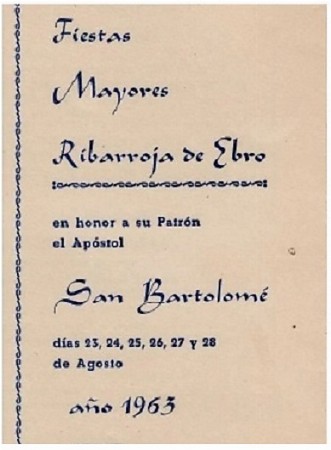 Fiestas
Mayores
Ribarroja de Ebro
en honor a su Patrón
el Apóstol
San Bartolomé
días 23, 24, 25, 26, 27 y 28
de Agosto
año 1963